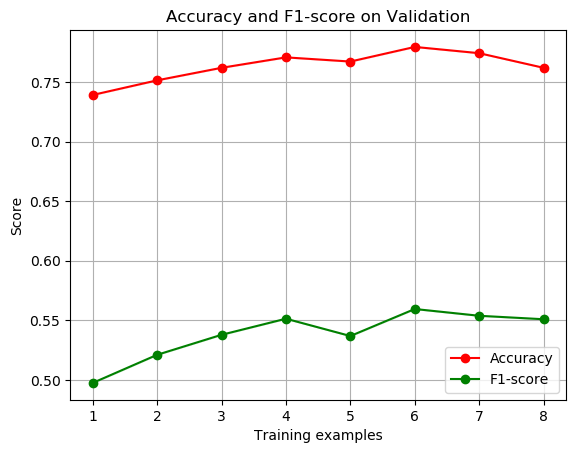 Accuracy and F1-score on Validation
0.75
0.70
0.65
0.60
0.55
0.50
Score
1 2 3 4 5 6 7 8
Training examples
Accuracy
F1-score